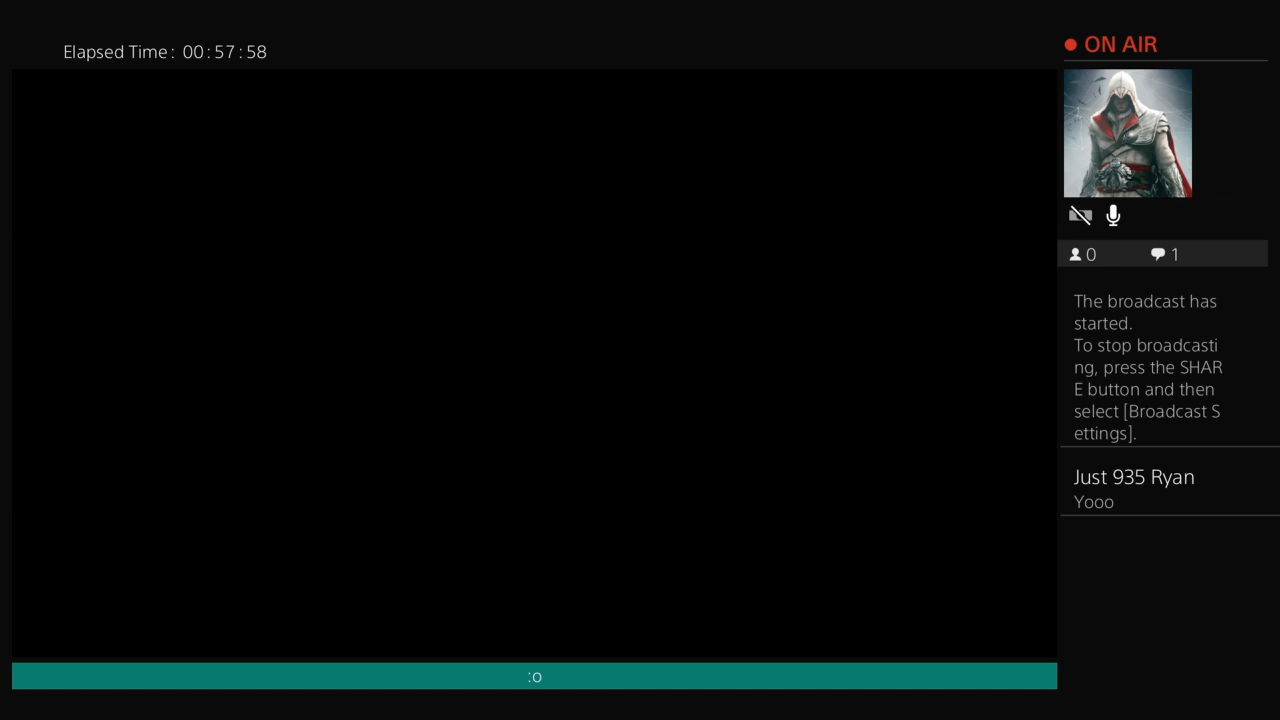 Elapsed Time: 00:57:58
ON AIR
0 1
The broadcast has
started.
To stop broadcasti
ng, press the SHAR
E button and then
select [Broadcast S
ettings].
Just 935 Ryan
Yooo
:o